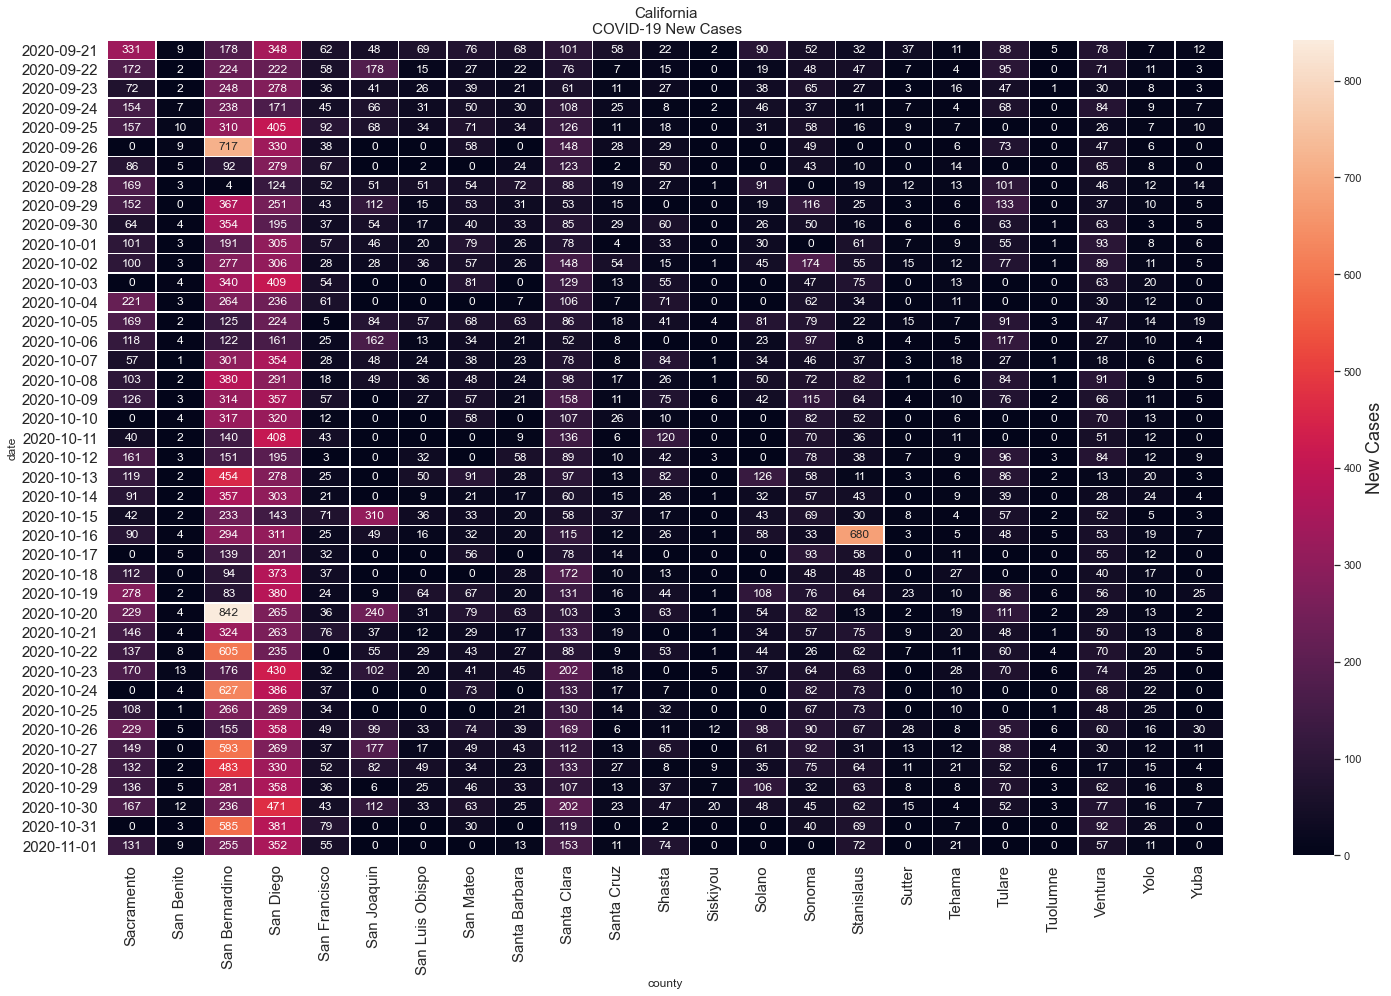 California
COVID-19 New Cases
2020-09-21 331 9 178 348 62 48 69 76 68 101 58 22 2 90 52 32 37 11 88 5 78 7 12
2020-09-22 172 2 224 222 58 178 15 27 22 76 7 15 0 19 48 47 7 4 95 0 71 11 3
2020-09-23 72 2 248 278 36 41 26 39 21 61 11 27 0 38 65 27 3 16 47 1 30 8 3
2020-09-24 154 7 238 171 45 66 31 50 30 108 25 8 2 46 37 11 7 4 68 0 84 9 7
2020-09-25 157 10 310 405 92 68 34 71 34 126 11 18 0 31 58 16 9 7 0 0 26 7 10
2020-09-26 0 9 717 330 38 0 0 58 0 148 28 29 0 0 49 0 0 6 73 0 47 6 0
2020-09-27 86 5 92 279 67 0 2 0 24 123 2 50 0 0 43 10 0 14 0 0 65 8 0
2020-09-28 169 3 4 124 52 51 51 54 72 88 19 27 1 91 0 19 12 13 101 0 46 12 14
2020-09-29 152 0 367 251 43 112 15 53 31 53 15 0 0 19 116 25 3 6 133 0 37 10 5
2020-09-30 64 4 354 195 37 54 17 40 33 85 29 60 0 26 50 16 6 6 63 1 63 3 5
2020-10-01 101 3 191 305 57 46 20 79 26 78 4 33 0 30 0 61 7 9 55 1 93 8 6
2020-10-02 100 3 277 306 28 28 36 57 26 148 54 15 1 45 174 55 15 12 77 1 89 11 5
2020-10-03 0 4 340 409 54 0 0 81 0 129 13 55 0 0 47 75 0 13 0 0 63 20 0
2020-10-04 221 3 264 236 61 0 0 0 7 106 7 71 0 0 62 34 0 11 0 0 30 12 0
2020-10-05 169 2 125 224 5 84 57 68 63 86 18 41 4 81 79 22 15 7 91 3 47 14 19
2020-10-06 118 4 122 161 25 162 13 34 21 52 8 0 0 23 97 8 4 5 117 0 27 10 4
2020-10-07 57 1 301 354 28 48 24 38 23 78 8 84 1 34 46 37 3 18 27 1 18 6 6
2020-10-08 103 2 380 291 18 49 36 48 24 98 17 26 1 50 72 82 1 6 84 1 91 9 5
2020-10-09 126 3 314 357 57 0 27 57 21 158 11 75 6 42 115 64 4 10 76 2 66 11 5
2020-10-10 0 4 317 320 12 0 0 58 0 107 26 10 0 0 82 52 0 6 0 0 70 13 0
2020-10-11 40 2 140 408 43 0 0 0 9 136 6 120 0 0 70 36 0 11 0 0 51 12 0
2020-10-12 161 3 151 195 3 0 32 0 58 89 10 42 3 0 78 38 7 9 96 3 84 12 9
2020-10-13 119 2 454 278 25 0 50 91 28 97 13 82 0 126 58 11 3 6 86 2 13 20 3
2020-10-14 91 2 357 303 21 0 9 21 17 60 15 26 1 32 57 43 0 9 39 0 28 24 4
2020-10-15 42 2 233 143 71 310 36 33 20 58 37 17 0 43 69 30 8 4 57 2 52 5 3
2020-10-16 90 4 294 311 25 49 16 32 20 115 12 26 1 58 33 680 3 5 48 5 53 19 7
2020-10-17 0 5 139 201 32 0 0 56 0 78 14 0 0 0 93 58 0 11 0 0 55 12 0
2020-10-18 112 0 94 373 37 0 0 0 28 172 10 13 0 0 48 48 0 27 0 0 40 17 0
2020-10-19 278 2 83 380 24 9 64 67 20 131 16 44 1 108 76 64 23 10 86 6 56 10 25
2020-10-20 229 4 842 265 36 240 31 79 63 103 3 63 1 54 82 13 2 19 111 2 29 13 2
2020-10-21 146 4 324 263 76 37 12 29 17 133 19 0 1 34 57 75 9 20 48 1 50 13 8
2020-10-22 137 8 605 235 0 55 29 43 27 88 9 53 1 44 26 62 7 11 60 4 70 20 5
2020-10-23 170 13 176 430 32 102 20 41 45 202 18 0 5 37 64 63 0 28 70 6 74 25 0
2020-10-24 0 4 627 386 37 0 0 73 0 133 17 7 0 0 82 73 0 10 0 0 68 22 0
2020-10-25 108 1 266 269 34 0 0 0 21 130 14 32 0 0 67 73 0 10 0 1 48 25 0
2020-10-26 229 5 155 358 49 99 33 74 39 169 6 11 12 98 90 67 28 8 95 6 60 16 30
2020-10-27 149 0 593 269 37 177 17 49 43 112 13 65 0 61 92 31 13 12 88 4 30 12 11
2020-10-28 132 2 483 330 52 82 49 34 23 133 27 8 9 35 75 64 11 21 52 6 17 15 4
2020-10-29 136 5 281 358 36 6 25 46 33 107 13 37 7 106 32 63 8 8 70 3 62 16 8
2020-10-30 167 12 236 471 43 112 33 63 25 202 23 47 20 48 45 62 15 4 52 3 77 16 7
2020-10-31 0 3 585 381 79 0 0 30 0 119 0 2 0 0 40 69 0 7 0 0 92 26 0
2020-11-01 131 9 255 352 55 0 0 0 13 153 11 74 0 0 0 72 0 21 0 0 57 11 0
date
Sacramento San Benito San Bernardino San Diego San Francisco San Joaquin San Luis Obispo San Mateo Santa Barbara Santa Clara Santa Cruz Shasta Siskiyou Solano Sonoma Stanislaus Sutter Tehama Tulare Tuolumne Ventura Yolo Yuba
county
800
700
600
500
400
300
200
100
0
New Cases